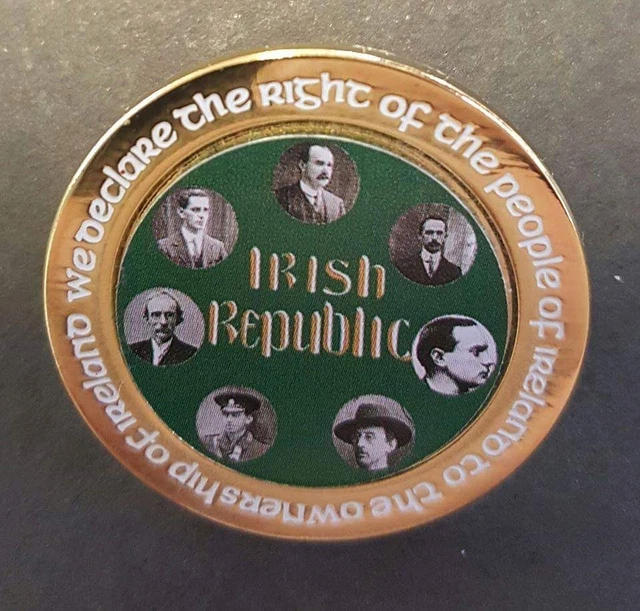 we declare the right of the people of ireland to the ownership of ireland
IRISH
Republic